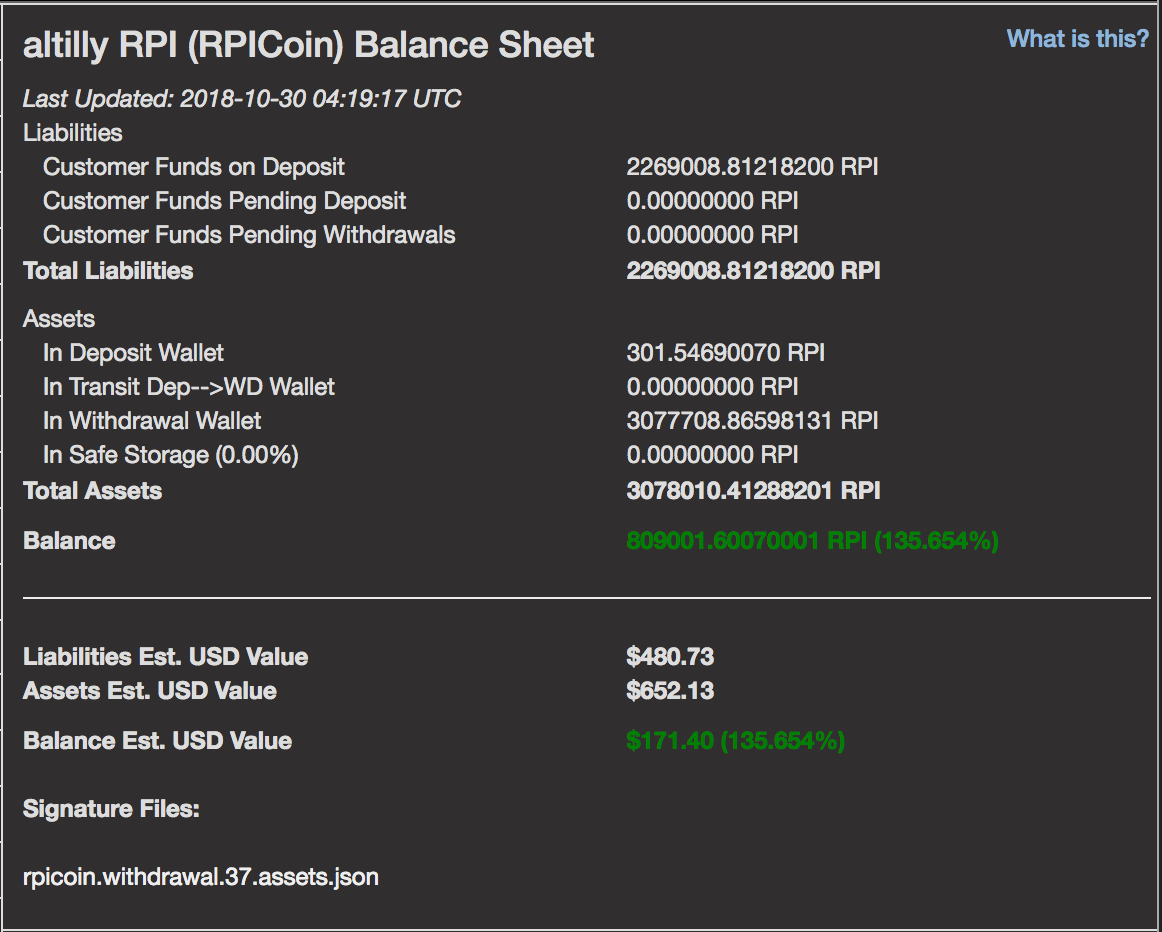 altilly RPI (RPICoin) Balance Sheet What is this?
Last Updated: 2018-10-30 04:19:17 UTC
Liabilities
Customer Funds on Deposit 2269008.81218200 RPI
Customer Funds Pending Deposit 0.00000000 RPI
Customer Funds Pending Withdrawals 0.00000000 RPI
Total Liabilities 2269008.81218200 RPI
Assets
In Deposit Wallet 301.54690070 RPI
In Transit Dep-->WD Wallet 0.00000000 RPI
In Withdrawal Wallet 3077708.86598131 RPI
In Safe Storage (0.00%) 0.00000000 RPI
Total Assets 3078010.41288201 RPI
Balance 809001.60070001 RPI (135.654%)
Liabilities Est. USD Value $480.73
Assets Est. USD Value $652.13
Balance Est. USD Value $171.40 (135.654%)
Signature Files:
rpicoin.withdrawal.37.assets.json